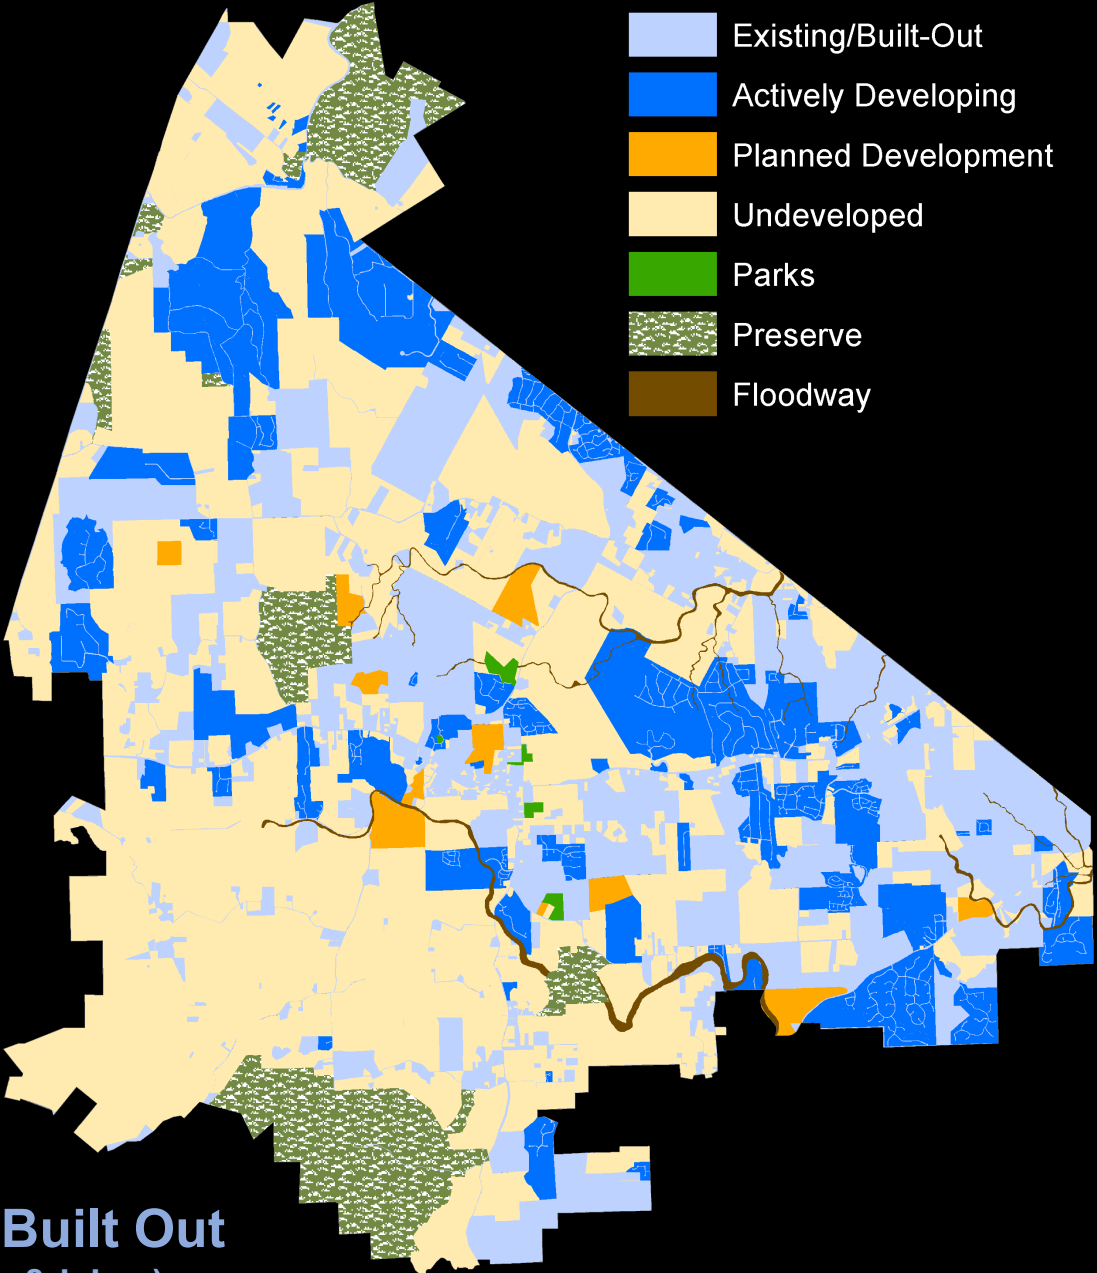 Existing/Built-Out
Actively Developing
Planned Development
Undeveloped
Parks
Preserve
Floodway
Built Out